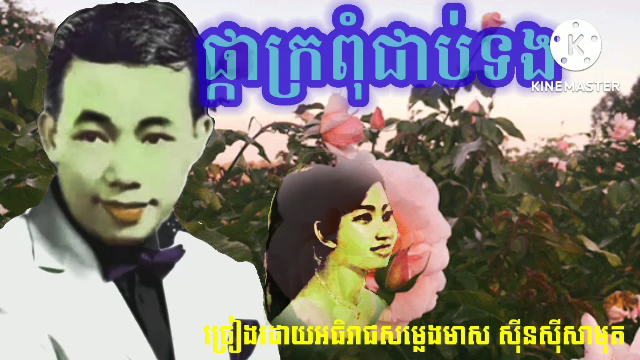 ផ្កាក្រពុំជាប់ទង
K
KINEMASTER
ច្រៀងដោយអធិរាជសម្លេងមាស ស៊ីនស៊ីសាមុត